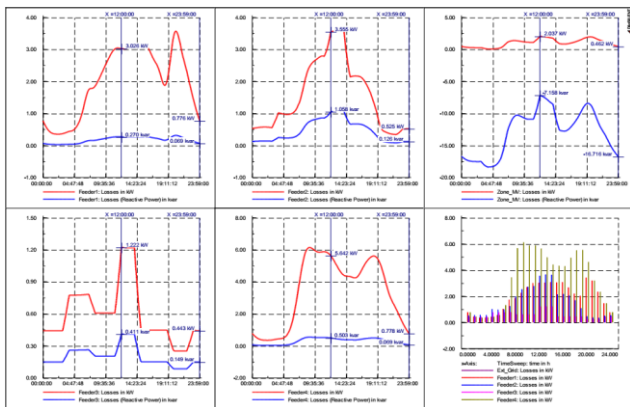 X =12:00:00 X =23:59:00
4.00
3.00
2.00
1.00
0.00
-1.00
3.026 kW
0.776 kW
0.270 kvar
0.069 kvar
00:00:00 04:47:48 09:35:36 14:23:24 19:11:12 23:59:00
Feeder1: Losses in kW
Feeder1: Losses (Reactive Power) in kvar
X =12:00:00 X =23:59:00
4.00
3.00
2.00
1.00
0.00
-1.00
3.555 kW
0.526 kW
1.056 kvar
0.125 kvar
00:00:00 04:47:48 09:35:36 14:23:24 19:11:12 23:59:00
Feeder2: Losses in kW
Feeder2: Losses (Reactive Power) in kvar
X =12:00:00 X =23:59:00
5.00
0.00
-5.00
-10.00
-15.00
-20.00
2.037 kW
0.462 kW
-7.188 kvar
-16.716 kvar
00:00:00 04:47:48 09:35:36 14:23:24 19:11:12 23:59:00
Zone_MV: Losses in kW
Zone_MV: Losses (Reactive Power) in kvar
X =12:00:00 X =23:59:00
1.50
1.20
0.90
0.60
0.30
0.00
1.222 kW
0.443 kW
0.411 kvar
0.149 kvar
00:00:00 04:47:48 09:35:36 14:23:24 19:11:12 23:59:00
Feeder3: Losses in kW
Feeder3: Losses (Reactive Power) in kvar
X =12:00:00 X =23:59:00
8.00
6.00
4.00
2.00
0.00
-2.00
5.642 kW
0.778 kW
0.503 kvar
0.069 kvar
00:00:00 04:47:48 09:35:36 14:23:24 19:11:12 23:59:00
Feeder4: Losses in kW
Feeder4: Losses (Reactive Power) in kvar
8.00
6.00
4.00
2.00
0.00
-2.00
0.0000 4.0000 8.0000 12.000 16.000 20.000 24.000
xAxis: TimeSweep: time in h
Ext_Grid: Losses in kW
Feeder1: Losses in kW
Feeder2: Losses in kW
Feeder3: Losses in kW
Feeder4: Losses in kW